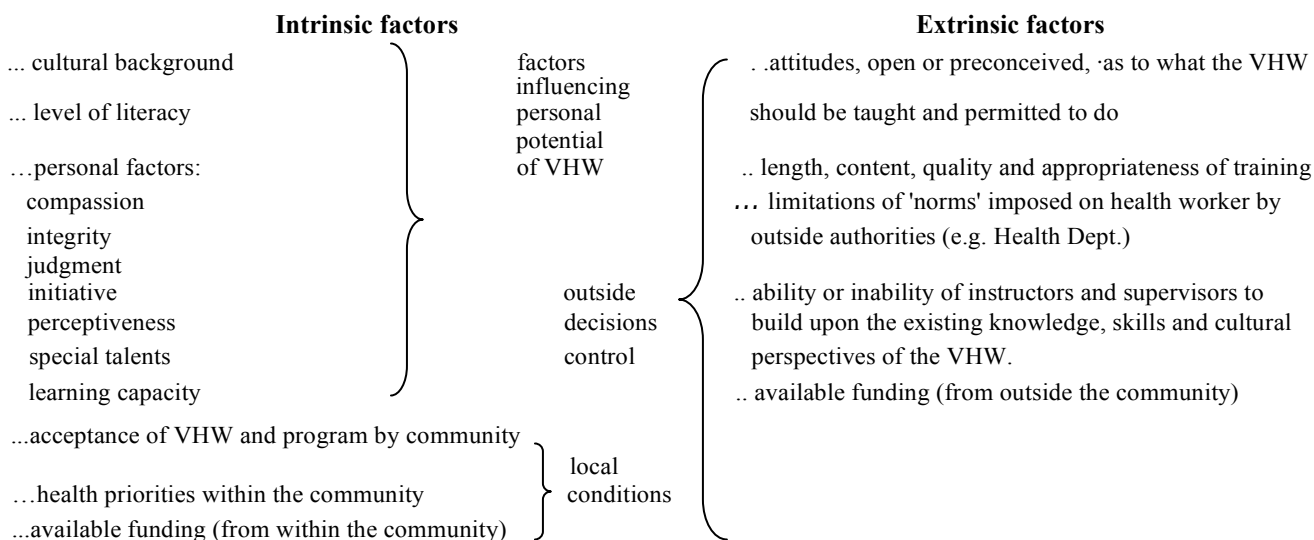 Intrinsic factors
... cultural background
... level of literacy
…personal factors:
compassion
integrity
judgment
initiative
perceptiveness
special talents
learning capacity
...acceptance of VHW and program by community
…health priorities within the community
...available funding (from within the community)
factors
influencing
personal
potential
of VHW
local
conditions
outside
decisions
control
Extrinsic factors
. .attitudes, open or preconceived, ·as to what the VHW
should be taught and permitted to do
.. length, content, quality and appropriateness of training
... limitations of 'norms' imposed on health worker by
outside authorities (e.g. Health Dept.)
.. ability or inability of instructors and supervisors to
build upon the existing knowledge, skills and cultural
perspectives of the VHW.
.. available funding (from outside the community)